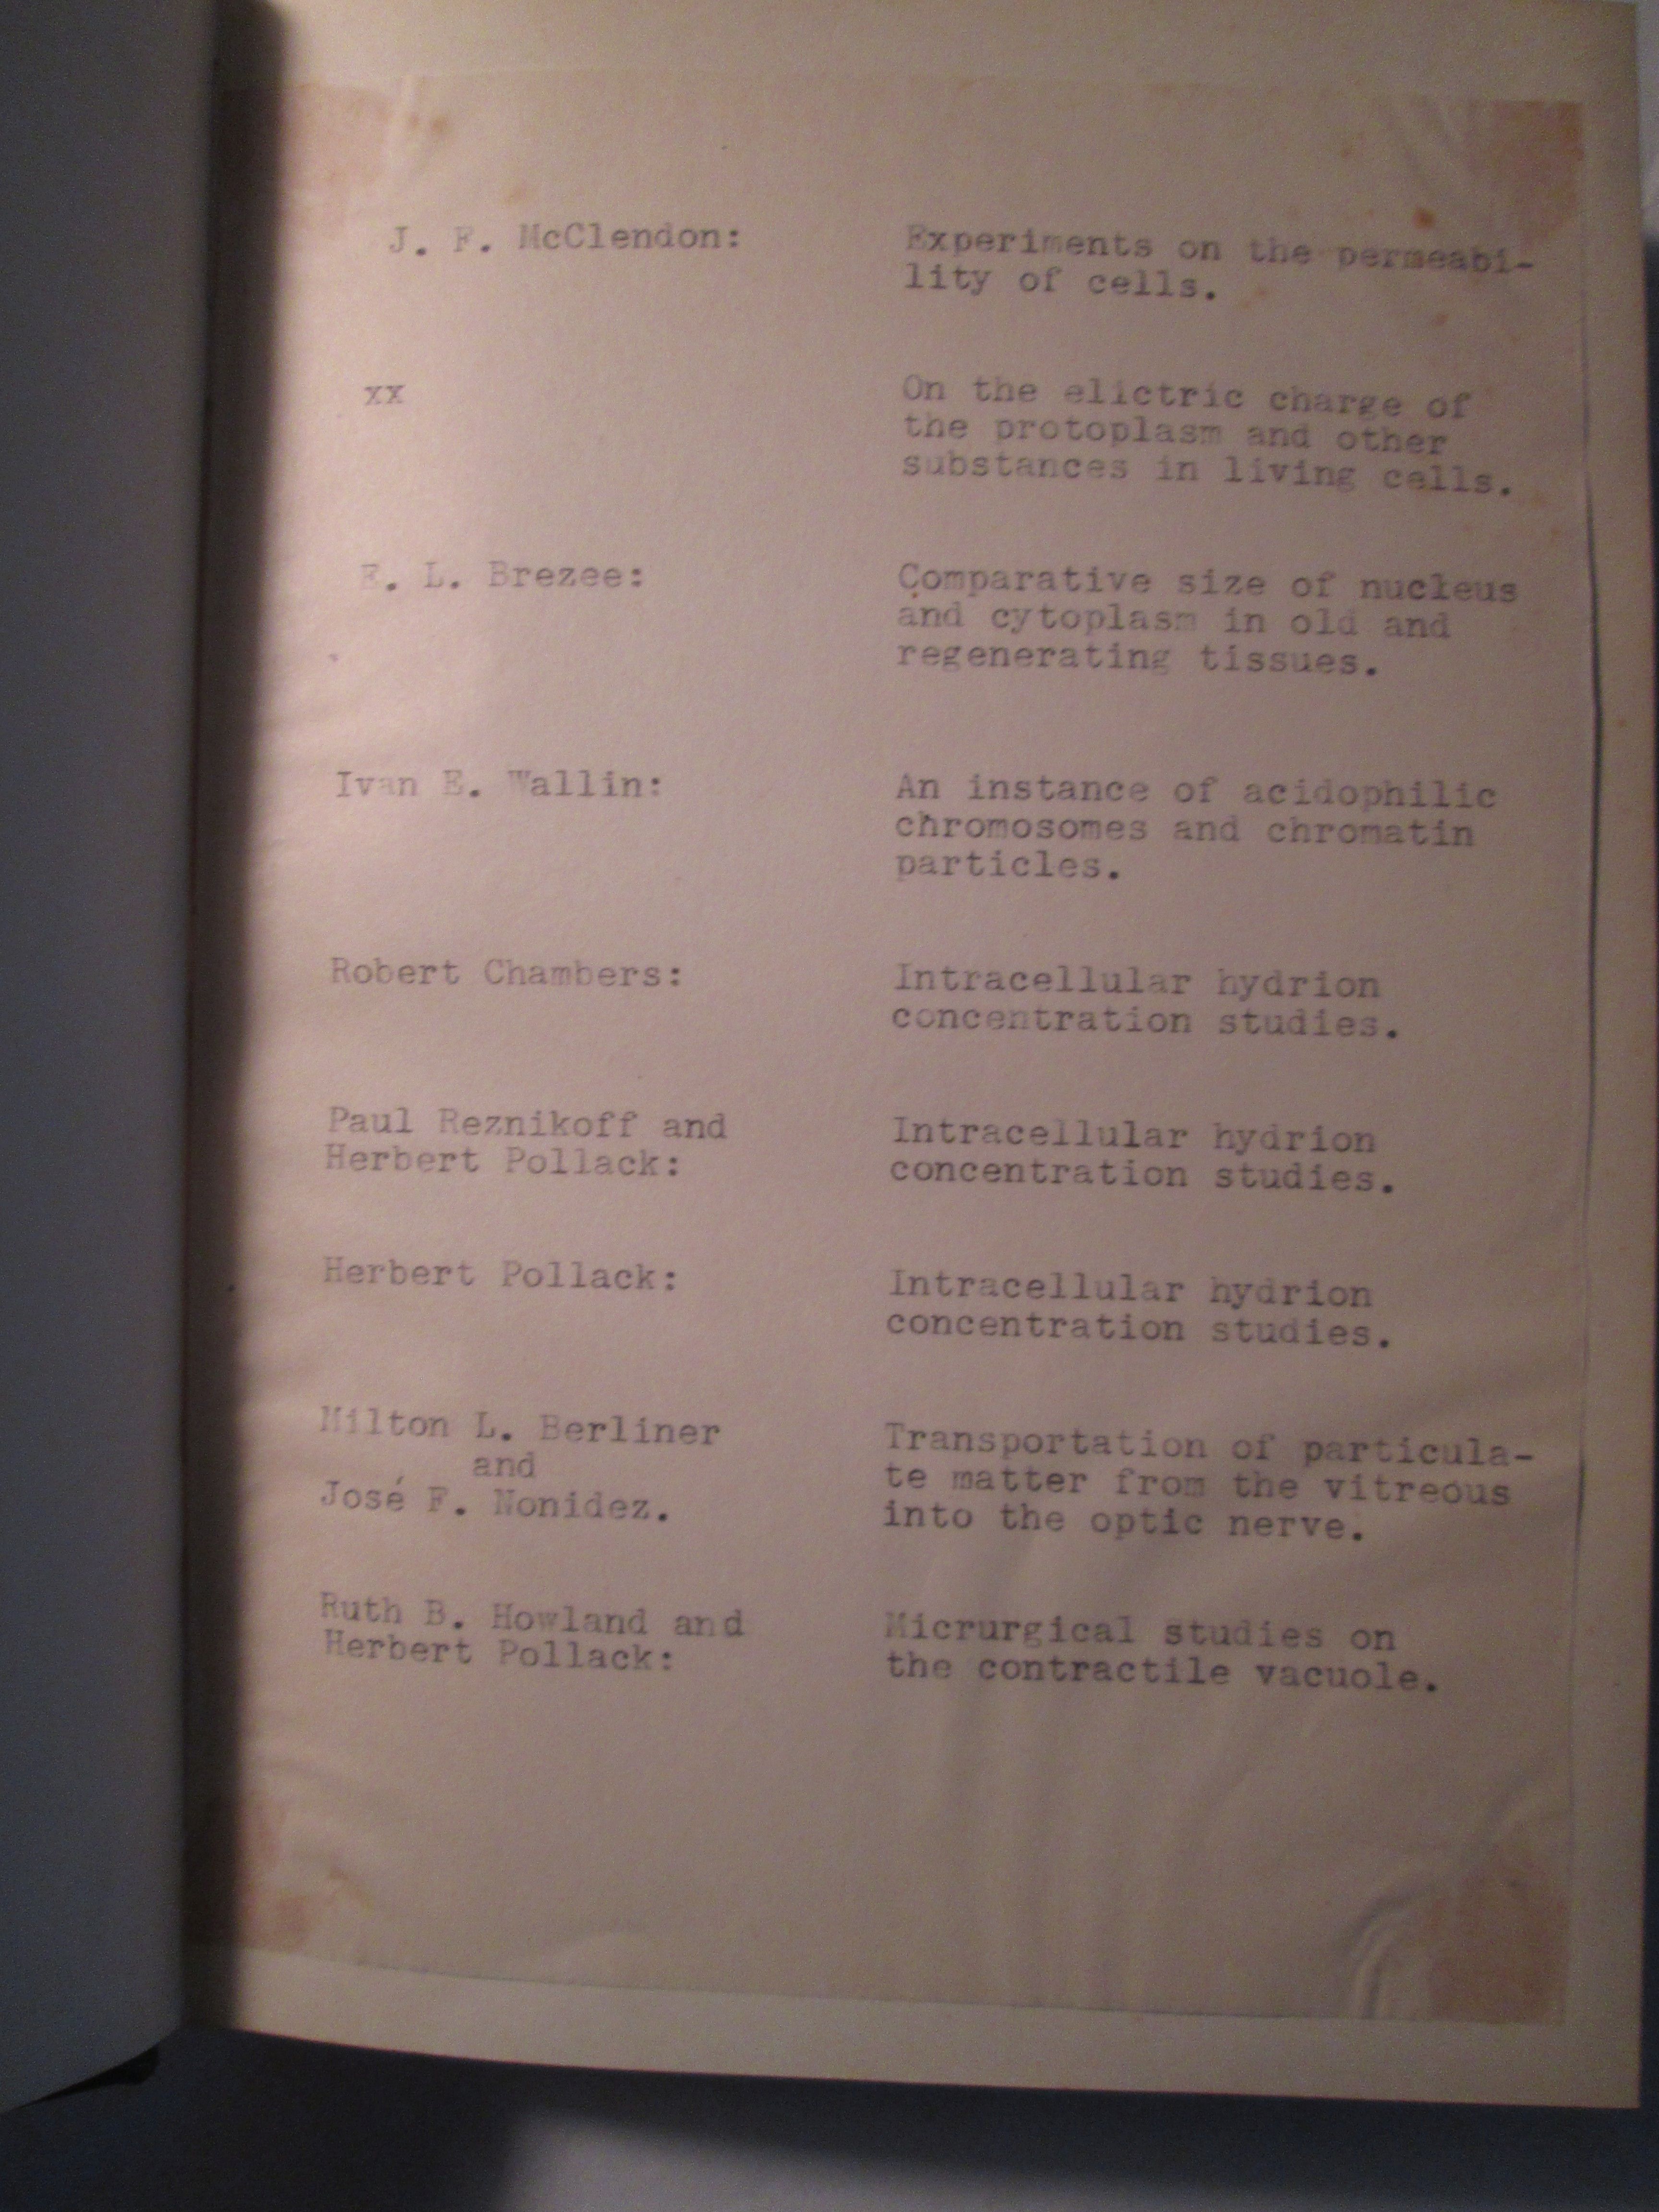 J. F. McClendon: Experiments on the permeabi-
lity of cells.
xx On the elictric charge of
the protoplasm and other
substances in living cells.
E. L. Brezee: Comparative size of nucleus
and cytoplasm in old and
regenerating tissues.
Ivan E. Wallin: An instance of acidophilic
chromosomes and chromatin
particles.
Robert Chambers: Intracellular hydrion
concentration studies.
Paul Reznikoff and Intracellular hydrion
Herbert Pollack: concentration studies.
Herbert Pollack: Intracellular hydrion
concentration studies.
Milton L. Berliner Transportation of particula-
and te matter from the vitreous
José F. Nonidez. into the optic nerve.
Ruth B. Howland and Micrurgical studies on
Herbert Pollack: the contractile vacuole.